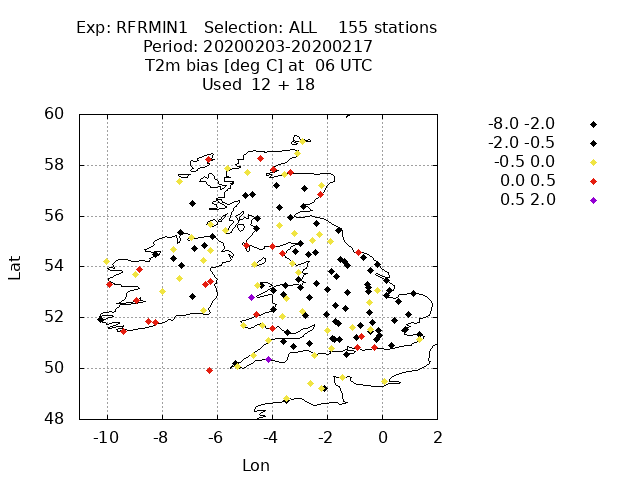 Exp: RFRMIN1 Selection: ALL 155 stations
Period: 20200203-20200217
T2m bias [deg C] at 06 UTC
Used 12 + 18
-8.0 -2.0
-2.0 -0.5
-0.5 0.0
0.0 0.5
0.5 2.0
60
58
56
54
52
50
48
Lat
-10 -8 -6 -4 -2 0 2
Lon